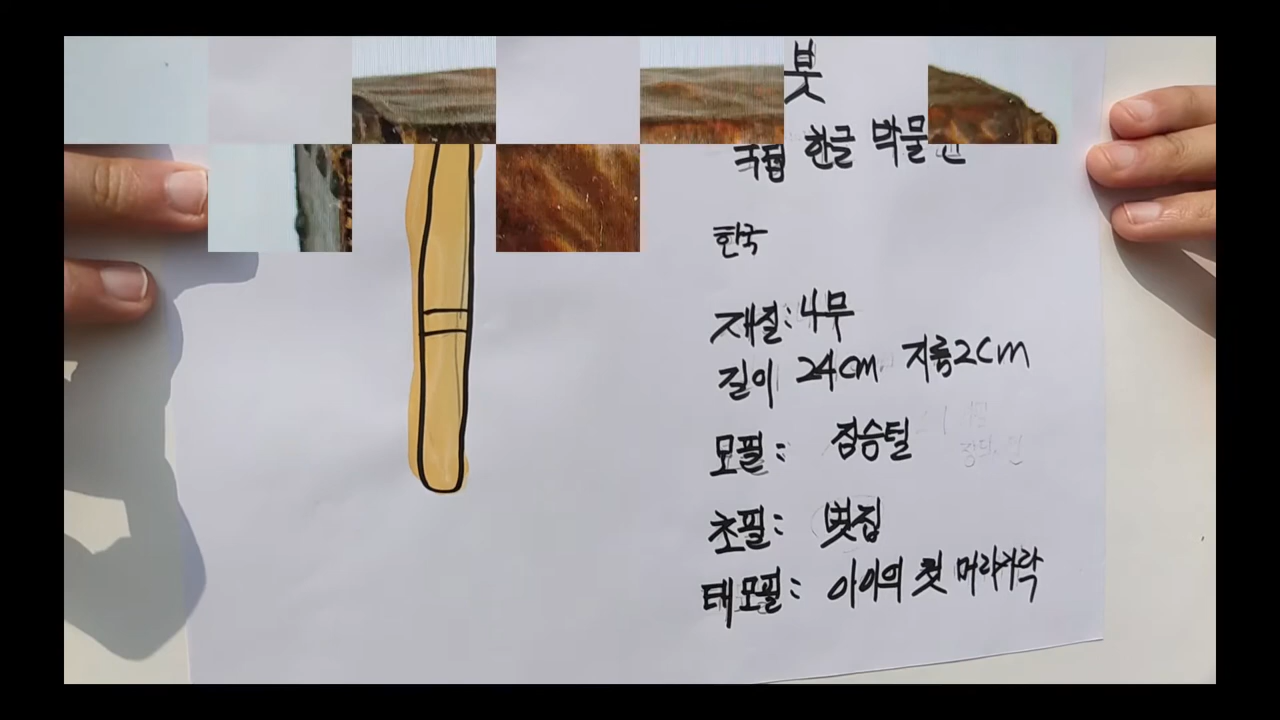 붓
국립 한글 박물관
한국
재질: 나무
길이 24cm 지름 2cm
모필: 짐승털
초필: 볏집
태모필: 아이의 첫 머리카락